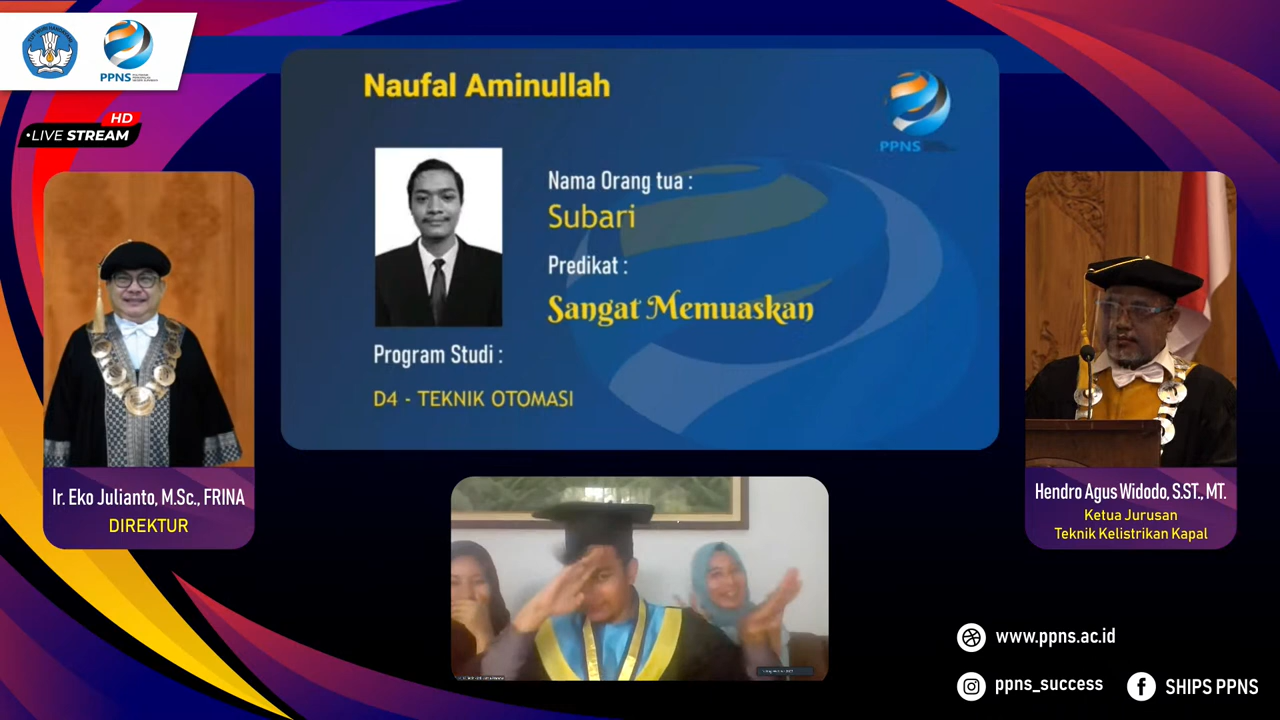 PPNS
HD
•LIVE STREAM
Naufal Aminullah
PPNS
Nama Orang tua :
Subari
Predikat :
Sangat Memuaskan
Program Studi :
D4 - TEKNIK OTOMASI
Ir. Eko Julianto, M.Sc., FRINA
DIREKTUR
Hendro Agus Widodo, S.ST., MT.
Ketua Jurusan
Teknik Kelistrikan Kapal
www.ppns.ac.id
ppns_success
SHIPS PPNS